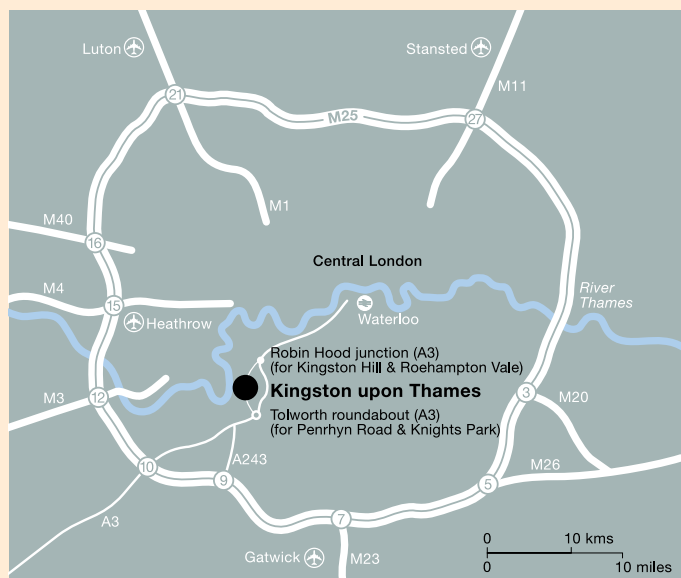 Luton
Stansted
M11
21
M25
27
M1
M40
16
Central London
M4
15
River
Thames
Heathrow
Waterloo
Robin Hood junction (A3)
(for Kingston Hill & Roehampton Vale)
Kingston upon Thames
M3
12
3
M20
Tolworth roundabout (A3)
(for Penrhyn Road & Knights Park)
A243
10
9
M26
5
A3
7
Gatwick
M23
0 10 kms
0 10 miles